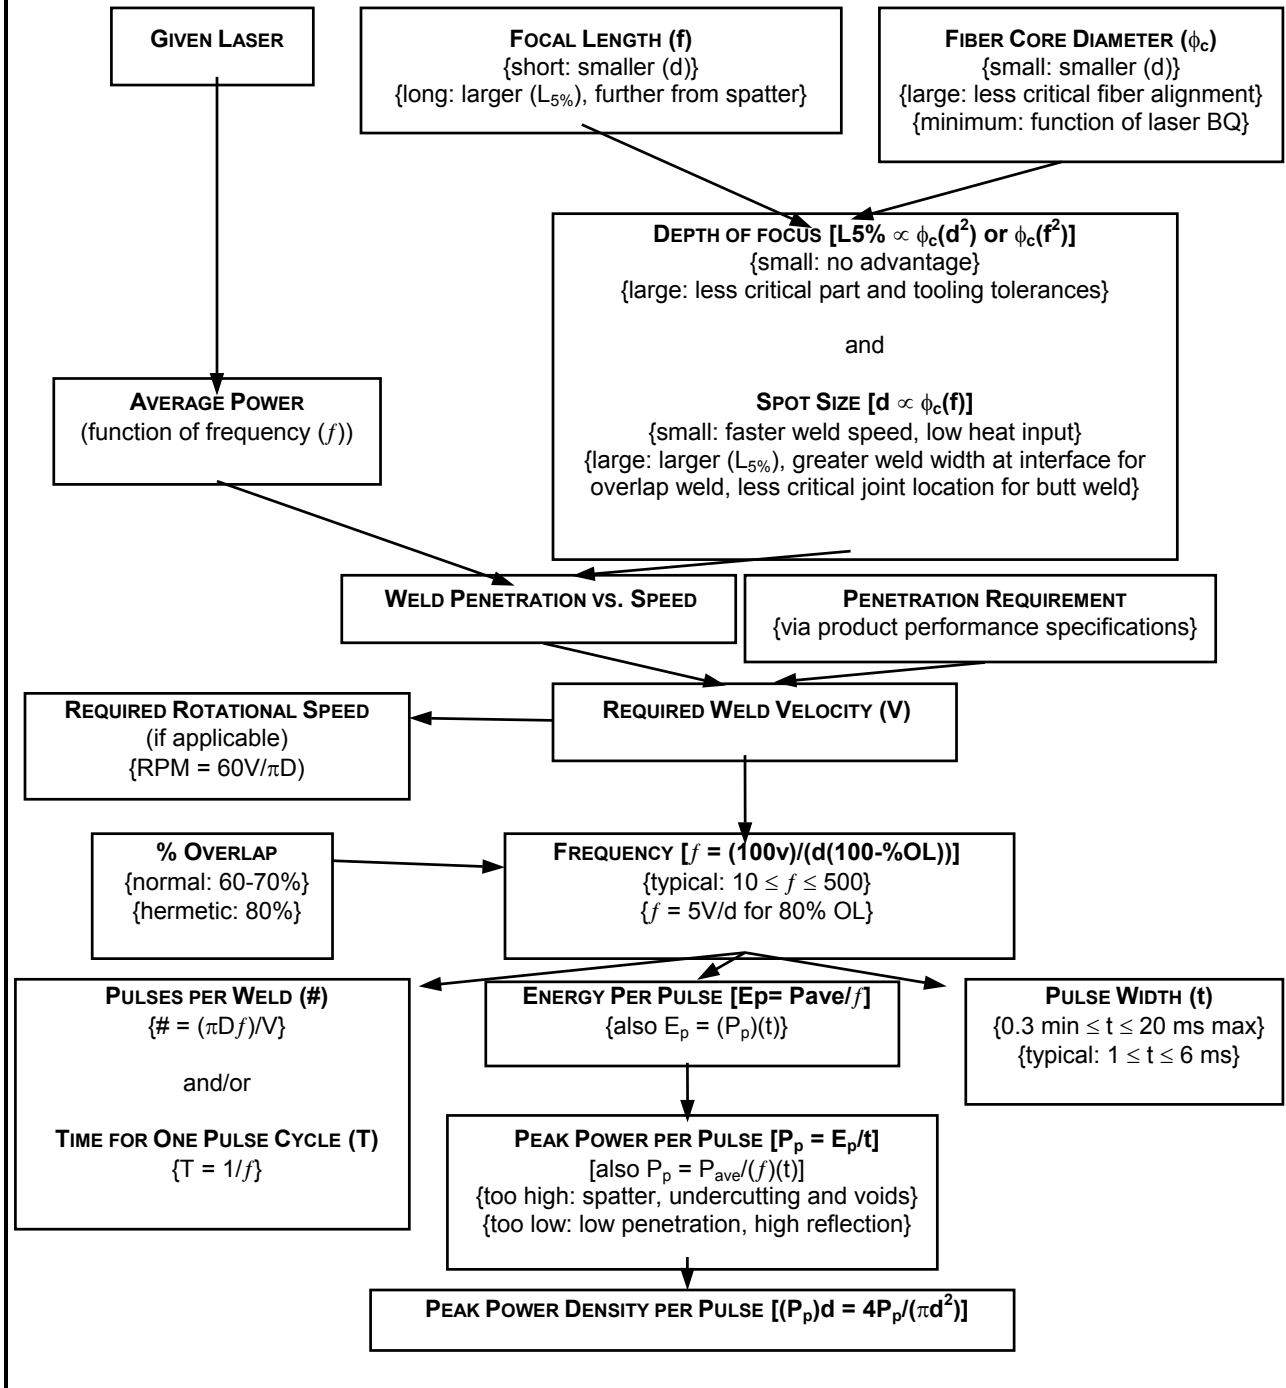 GIVEN LASER
FOCAL LENGTH (f)
{short: smaller (d)}
{long: larger (L5%), further from spatter}
FIBER CORE DIAMETER (ϕc)
{small: smaller (d)}
{large: less critical fiber alignment}
{minimum: function of laser BQ}
DEPTH OF FOCUS [L5% ∝ ϕc(d²) or ϕc(f²)]
{small: no advantage}
{large: less critical part and tooling tolerances}
and
SPOT SIZE [d ∝ ϕc(f)]
{small: faster weld speed, low heat input}
{large: larger (L5%), greater weld width at interface for
overlap weld, less critical joint location for butt weld}
AVERAGE POWER
(function of frequency (f))
WELD PENETRATION VS. SPEED
PENETRATION REQUIREMENT
{via product performance specifications}
REQUIRED ROTATIONAL SPEED
(if applicable)
{RPM = 60V/πD)
REQUIRED WELD VELOCITY (V)
% OVERLAP
{normal: 60-70%}
{hermetic: 80%}
FREQUENCY [f = (100v)/(d(100-%OL))]
{typical: 10 ≤ f ≤ 500}
{f = 5V/d for 80% OL}
PULSES PER WELD (#)
{# = (πDf)/V}
and/or
TIME FOR ONE PULSE CYCLE (T)
{T = 1/f}
ENERGY PER PULSE [Ep= Pave/f]
{also Ep = (Pp)(t)}
PULSE WIDTH (t)
{0.3 min ≤ t ≤ 20 ms max}
{typical: 1 ≤ t ≤ 6 ms}
PEAK POWER PER PULSE [Pp = Ep/t]
[also Pp = Pave/(f)(t)]
{too high: spatter, undercutting and voids}
{too low: low penetration, high reflection}
PEAK POWER DENSITY PER PULSE [(Pp)d = 4Pp/(πd²)]